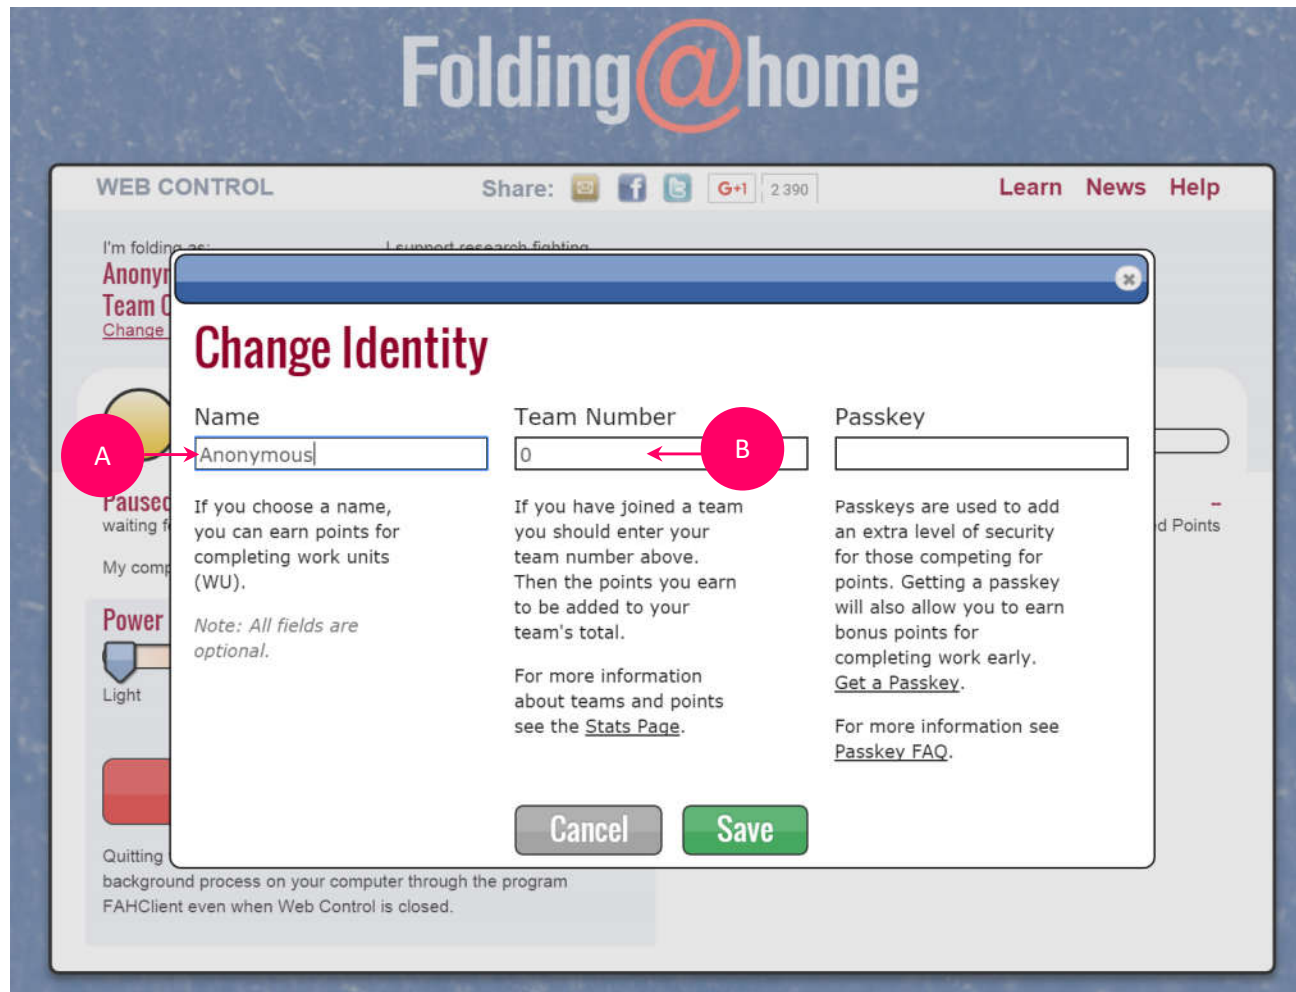 Folding@home
WEB CONTROL
Share:
G+1
2 390
Learn News Help
I'm folding as:
I support research fighting
Anonyr
Team 0
Change
Change Identity
Name
Team Number
Passkey
A
Anonymous
0
B
If you choose a name,
you can earn points for
completing work units
(WU).
Note: All fields are
optional.
If you have joined a team
you should enter your
team number above.
Then the points you earn
to be added to your
team's total.
For more information
about teams and points
see the Stats Page.
Passkeys are used to add
an extra level of security
for those competing for
points. Getting a passkey
will also allow you to earn
bonus points for
completing work early.
Get a Passkey.
For more information see
Passkey FAQ.
Cancel
Save
Paused
waiting f
d Points
My comp
Power
Light
Quitting
background process on your computer through the program
FAHClient even when Web Control is closed.